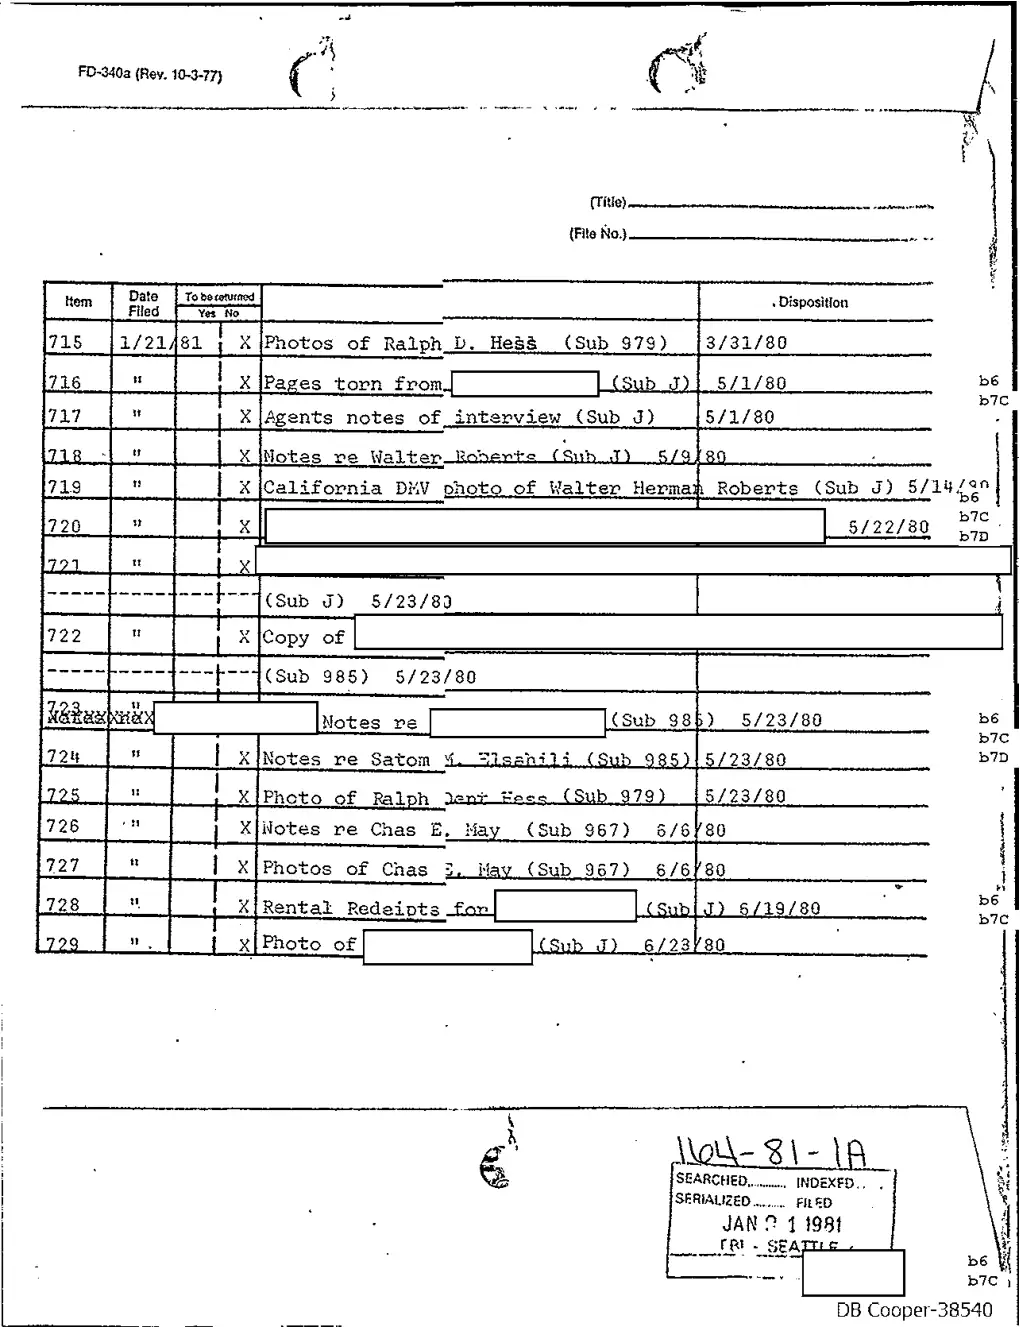 FD-340a (Rev. 10-3-77)
(Title)
(File No.)
Item Date Filed To be returned Yes No Disposition
715 1/21/81 X Photos of Ralph D. Hess (Sub 979) 3/31/80
716 " X Pages torn from (Sub J) 5/1/80 b6
b7C
717 " X Agents notes of interview (Sub J) 5/1/80
718 " X Notes re Walter Roberts (Sub J) 5/9/80
719 " X California DMV photo of Walter Herman Roberts (Sub J) 5/14/80
b6
720 " X 5/22/80 b7C
b7D
721 " X
(Sub J) 5/23/80
722 " X Copy of
(Sub 985) 5/23/80
723 " Notes re (Sub 985) 5/23/80 b6
b7C
724 " X Notes re Satom M. Elsahili (Sub 985) 5/23/80 b7D
725 " X Photo of Ralph Dent Hess (Sub 979) 5/23/80
726 " X Notes re Chas E. May (Sub 967) 6/6/80
727 " X Photos of Chas E. May (Sub 967) 6/6/80
728 " X Rental Redeipts for (Sub J) 6/19/80 b6
b7C
729 " X Photo of (Sub J) 6/23/80
164-81-1A
SEARCHED INDEXED
SERIALIZED FILED
JAN 21 1981
FBI - SEATTLE
b6
b7C
DB Cooper-38540